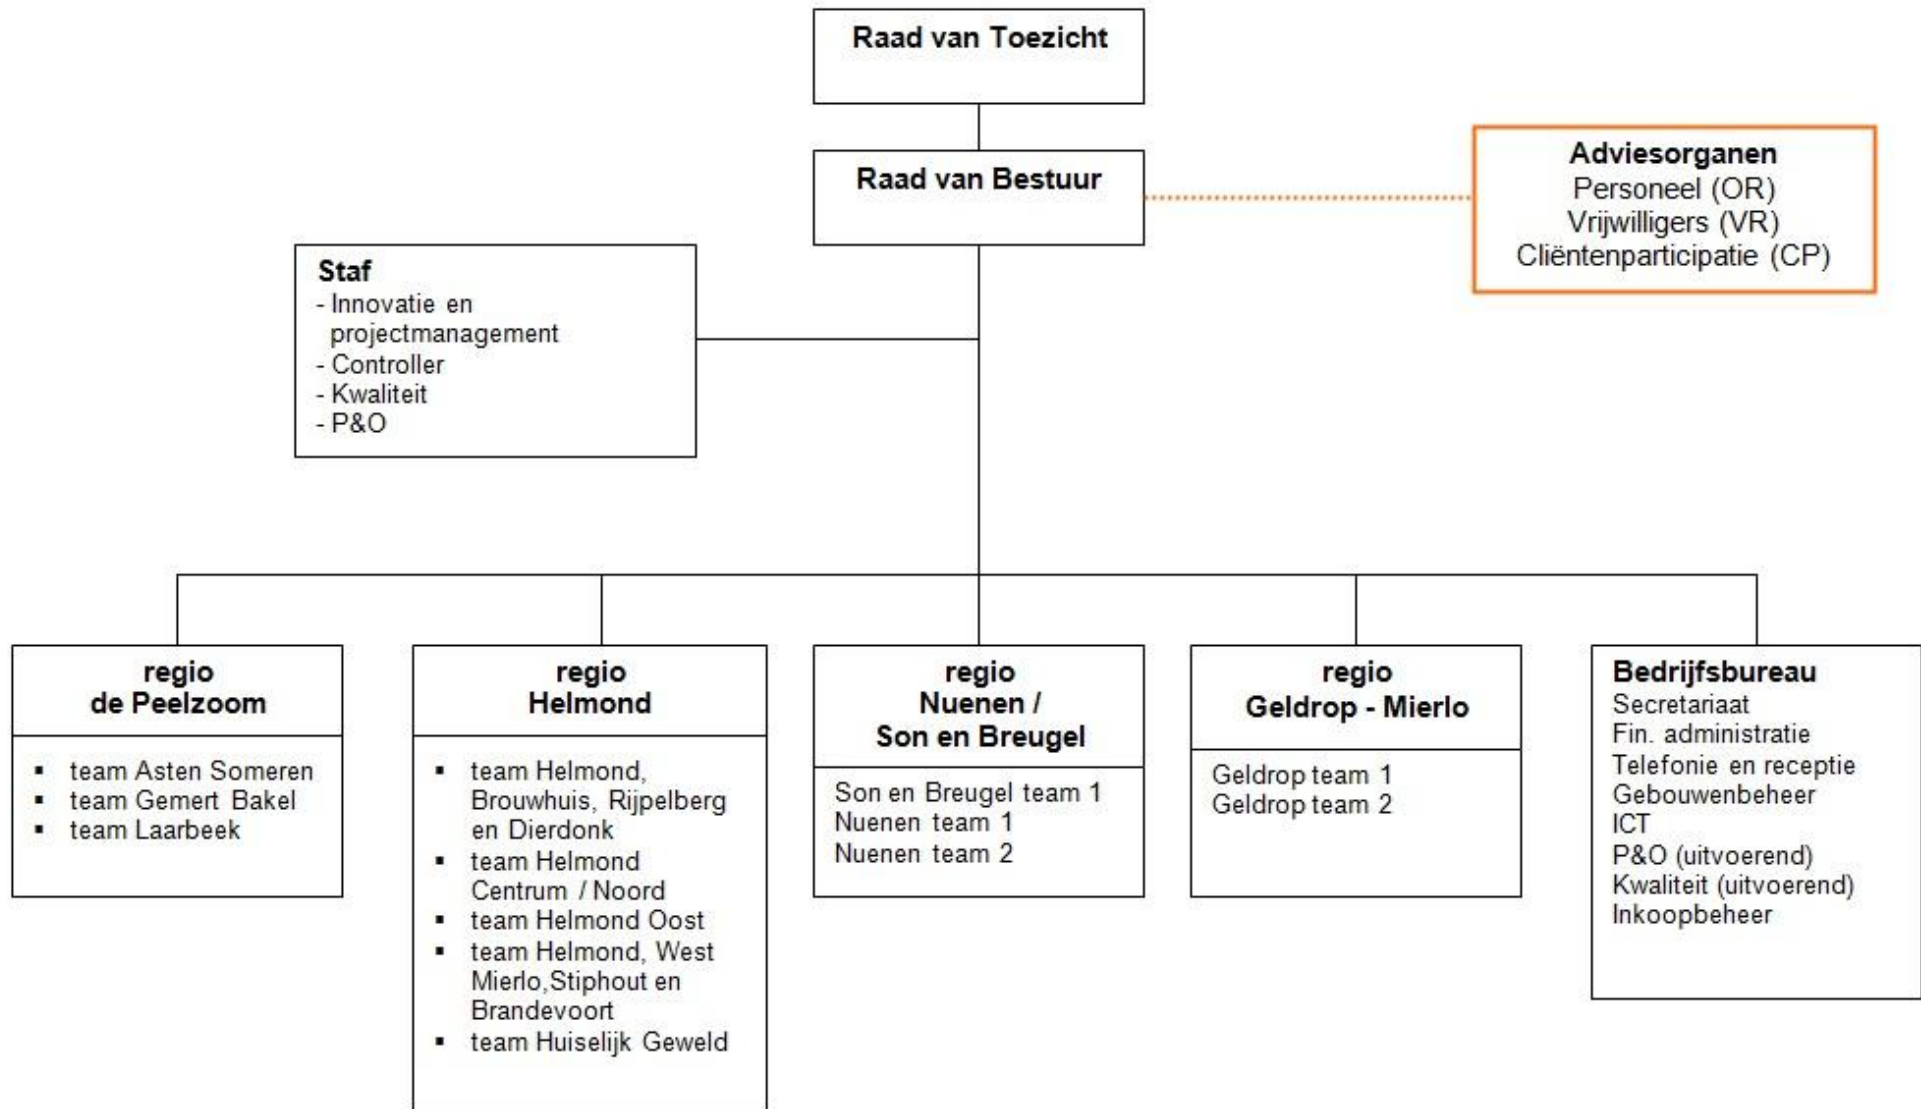 Raad van Toezicht
Raad van Bestuur
Adviesorganen
Personeel (OR)
Vrijwilligers (VR)
Cliëntenparticipatie (CP)
Staf
- Innovatie en
projectmanagement
- Controller
- Kwaliteit
- P&O
regio
de Peelzoom
▪ team Asten Someren
▪ team Gemert Bakel
▪ team Laarbeek
regio
Helmond
▪ team Helmond,
Brouwhuis, Rijpelberg
en Dierdonk
▪ team Helmond
Centrum / Noord
▪ team Helmond Oost
▪ team Helmond, West
Mierlo,Stiphout en
Brandevoort
▪ team Huiselijk Geweld
regio
Nuenen /
Son en Breugel
Son en Breugel team 1
Nuenen team 1
Nuenen team 2
regio
Geldrop - Mierlo
Geldrop team 1
Geldrop team 2
Bedrijfsbureau
Secretariaat
Fin. administratie
Telefonie en receptie
Gebouwenbeheer
ICT
P&O (uitvoerend)
Kwaliteit (uitvoerend)
Inkoopbeheer